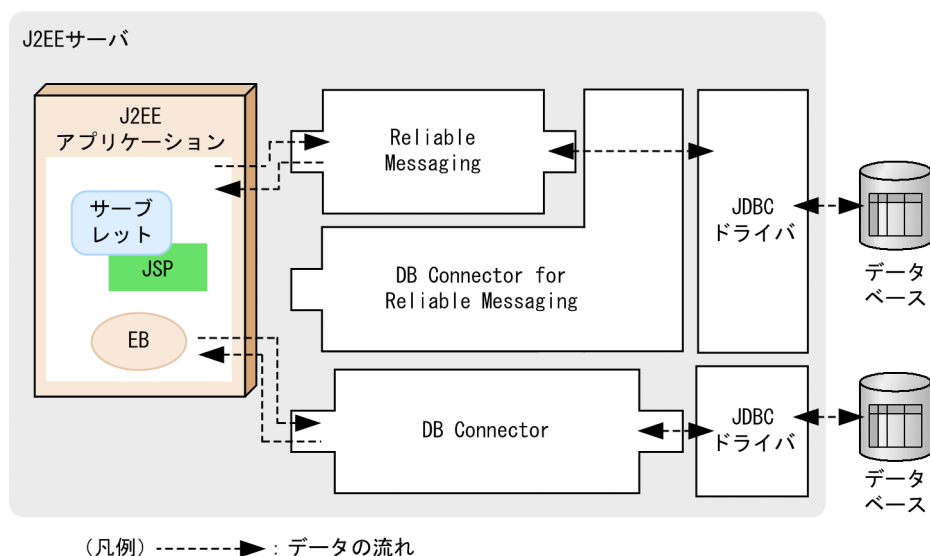 J2EEサーバ
J2EE
アプリケーション
サーブ
レット
JSP
EB
Reliable
Messaging
DB Connector for
Reliable Messaging
JDBC
ドライバ
データ
ベース
DB Connector
JDBC
ドライバ
データ
ベース
(凡例) : データの流れ